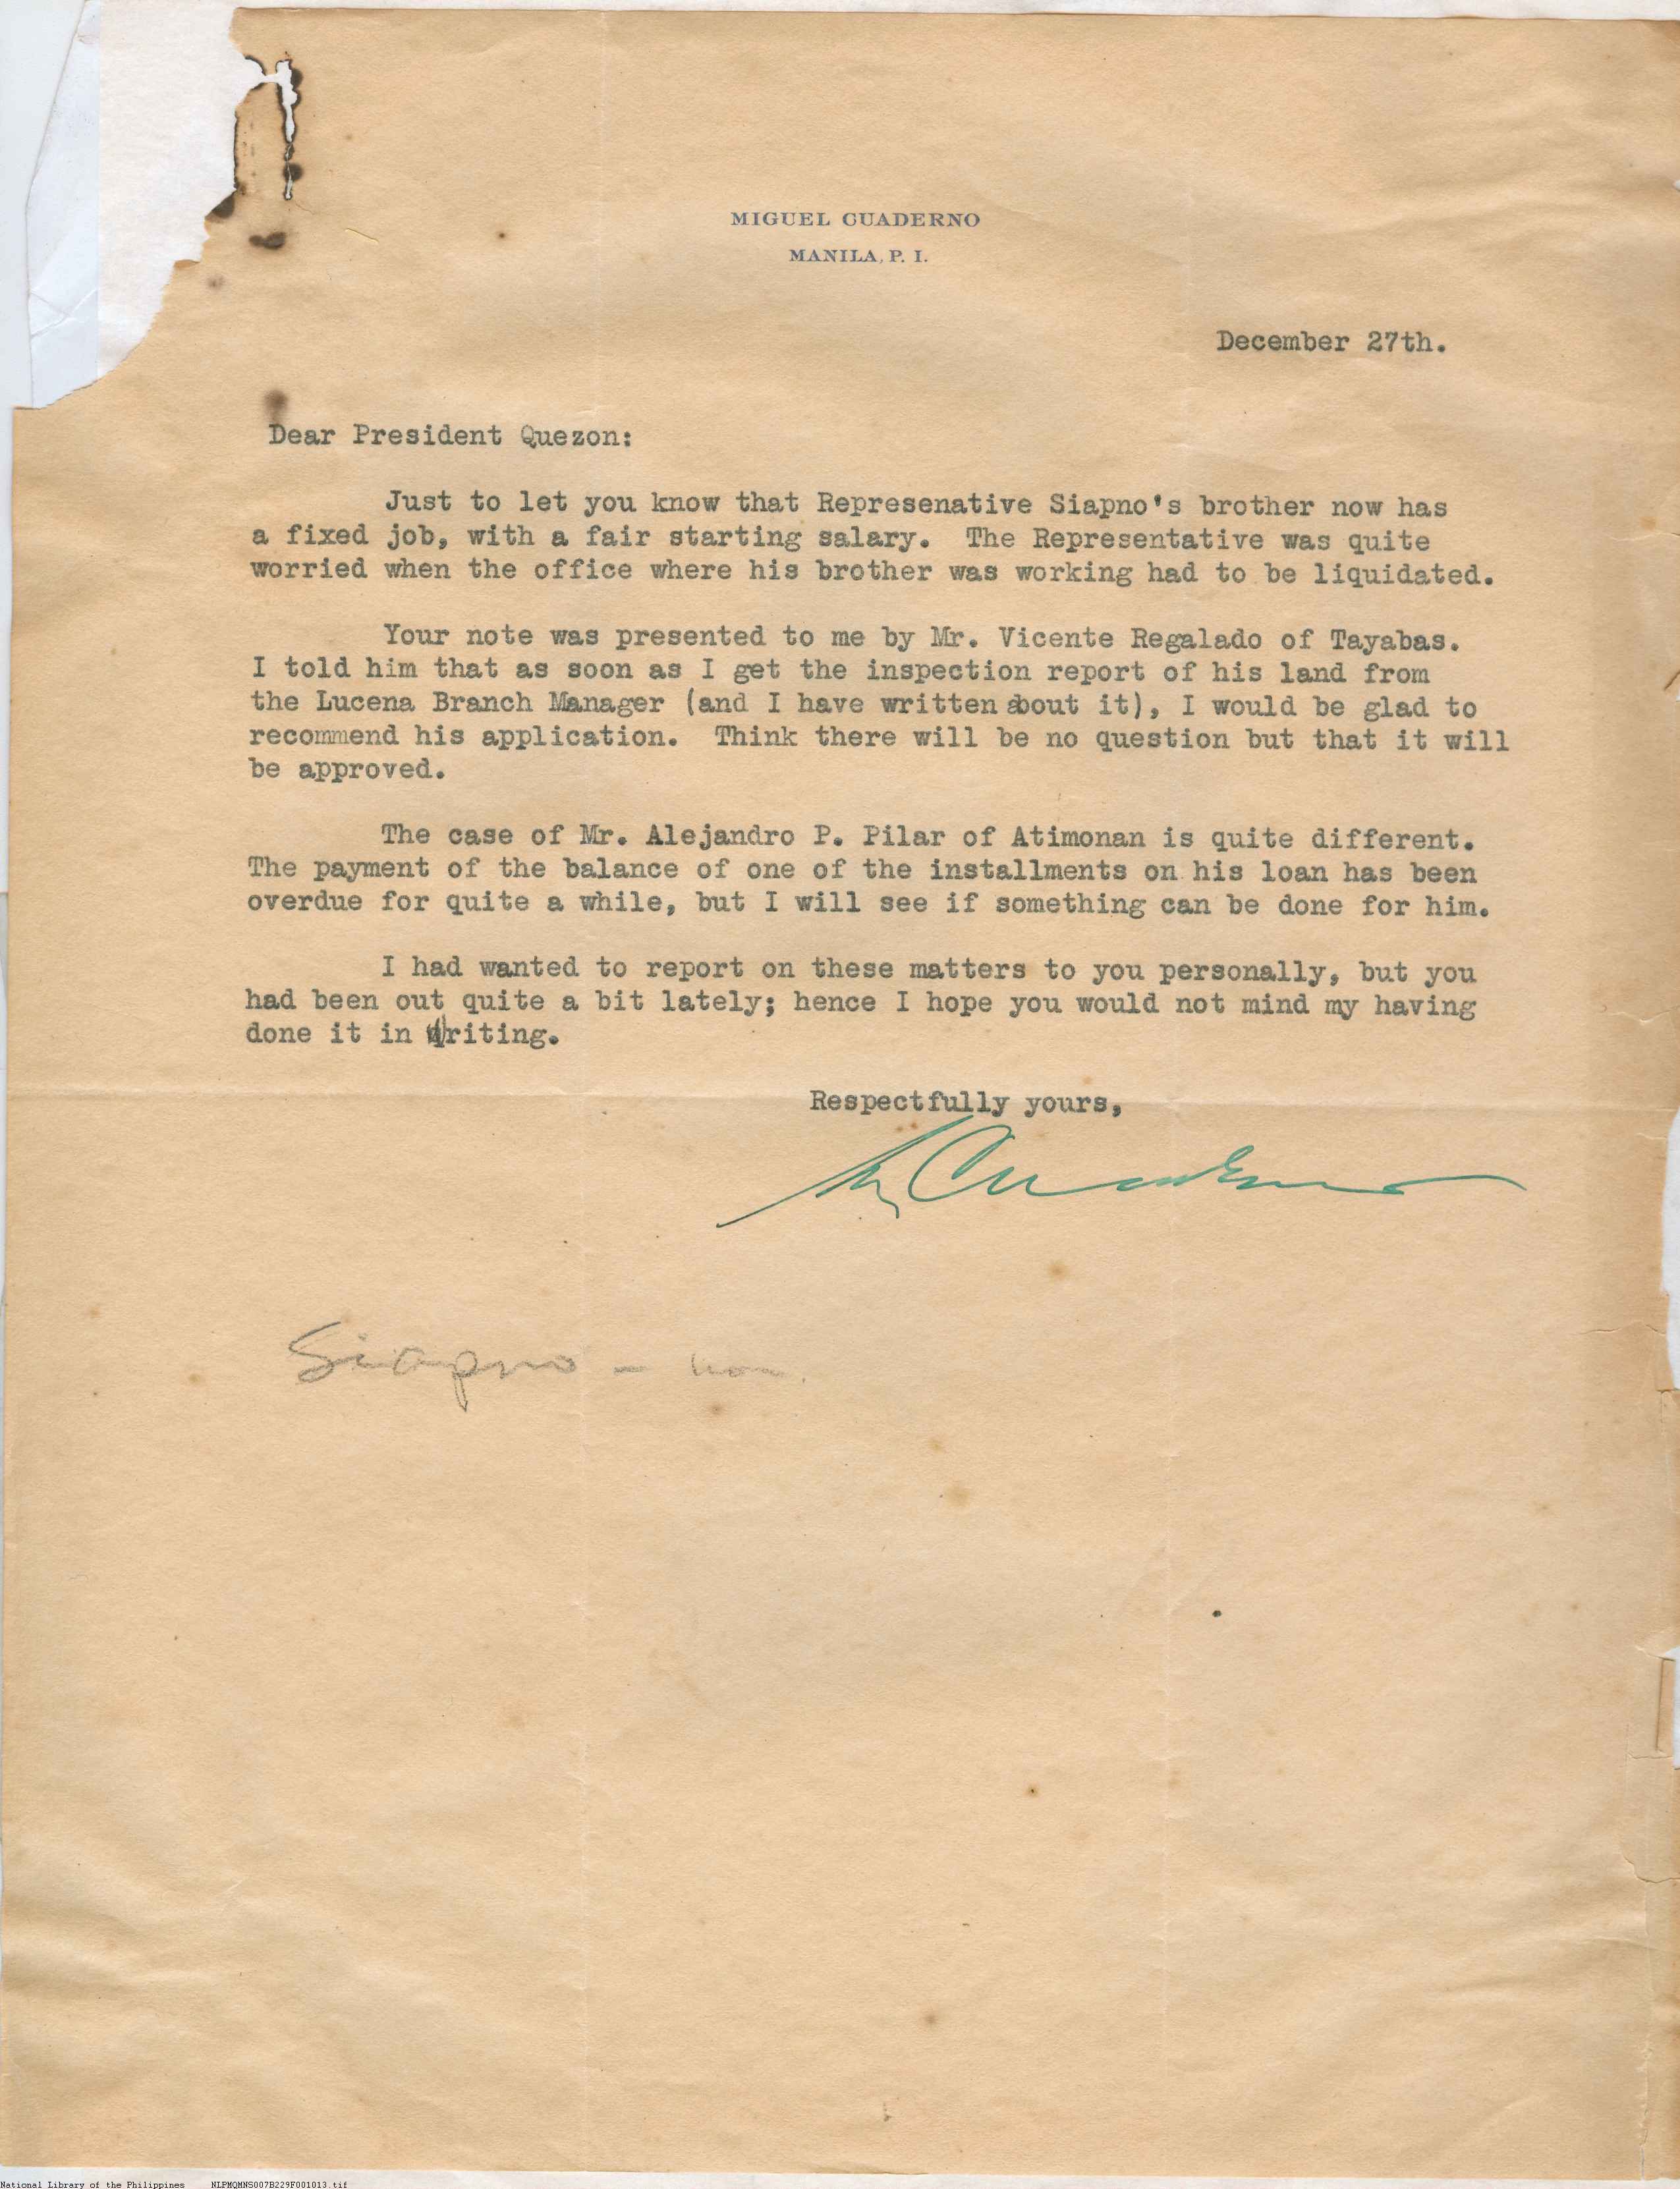 MIGUEL CUADERNO
MANILA, P. I.
December 27th.
Dear President Quezon:
Just to let you know that Represenative Siapno's brother now has
a fixed job, with a fair starting salary. The Representative was quite
worried when the office where his brother was working had to be liquidated.
Your note was presented to me by Mr. Vicente Regalado of Tayabas.
I told him that as soon as I get the inspection report of his land from
the Lucena Branch Manager (and I have written about it), I would be glad to
recommend his application. Think there will be no question but that it will
be approved.
The case of Mr. Alejandro P. Pilar of Atimonan is quite different.
The payment of the balance of one of the installments on his loan has been
overdue for quite a while, but I will see if something can be done for him.
I had wanted to report on these matters to you personally, but you
had been out quite a bit lately; hence I hope you would not mind my having
done it in writing.
Respectfully yours,
M Cuaderno
Siapno -
National Library of the Philippines NLPMQMNS007B229F001013.tif